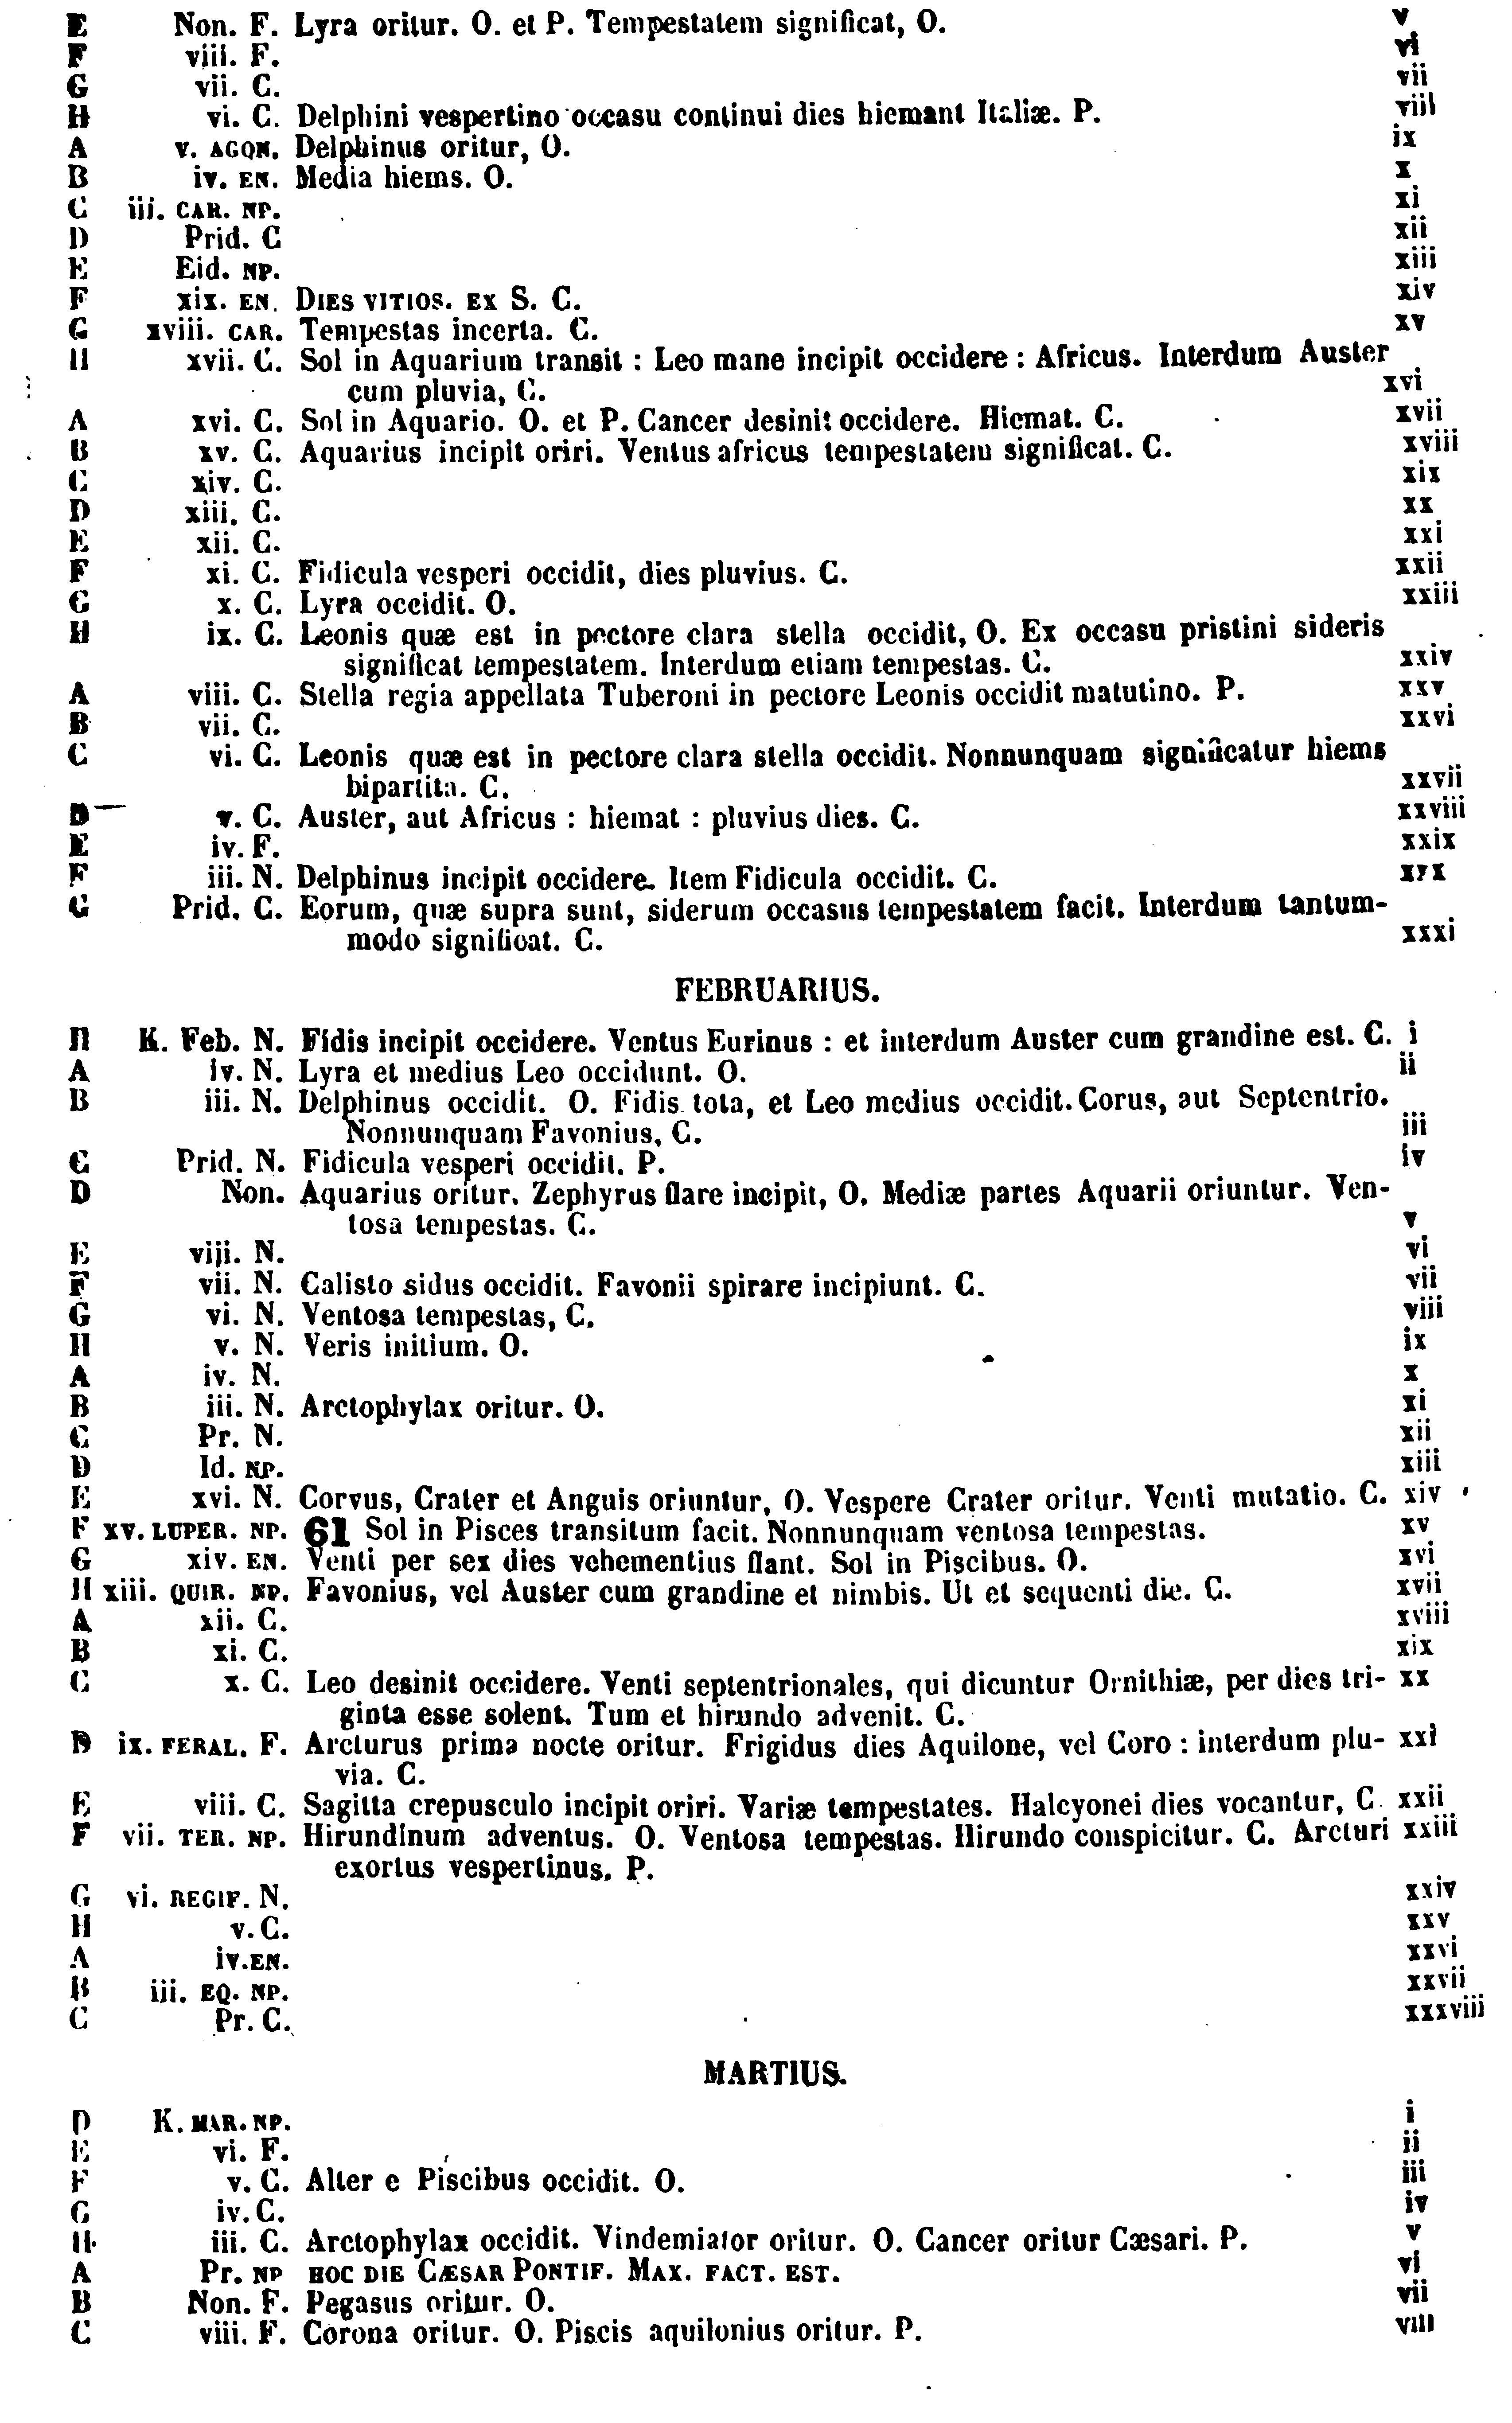 E Non. F. Lyra oritur. O. et P. Tempestatem significat, O. v
F viii. F. vi
G vii. C. vii
H vi. C. Delphini vespertino occasu continui dies hiemant Italiæ. P. viii
A v. AGON. Delphinus oritur, O. ix
B iv. EN. Media hiems. O. x
C iii. CAR. NP. xi
D Prid. C xii
E Eid. NP. xiii
F xix. EN. DIES VITIOS. EX S. C. xiv
G xviii. CAR. Tempestas incerta. C. xv
H xvii. C. Sol in Aquarium transit : Leo mane incipit occidere : Africus. Interdum Auster
cum pluvia, C. xvi
A xvi. C. Sol in Aquario. O. et P. Cancer desinit occidere. Hiemat. C. xvii
B xv. C. Aquarius incipit oriri. Ventus africus tempestatem significat. C. xviii
C xiv. C. xix
D xiii. C. xx
E xii. C. xxi
F xi. C. Fidicula vesperi occidit, dies pluvius. C. xxii
G x. C. Lyra occidit. O. xxiii
H ix. C. Leonis quæ est in pectore clara stella occidit, O. Ex occasu pristini sideris
significat tempestatem. Interdum etiam tempestas. C. xxiv
A viii. C. Stella regia appellata Tuberoni in pectore Leonis occidit matutino. P. xxv
B vii. C. xxvi
C vi. C. Leonis quæ est in pectore clara stella occidit. Nonnunquam significatur hiems
bipartita. C. xxvii
D v. C. Auster, aut Africus : hiemat : pluvius dies. C. xxviii
E iv. F. xxix
F iii. N. Delphinus incipit occidere. Item Fidicula occidit. C. xxx
G Prid. C. Eorum, quæ supra sunt, siderum occasus tempestatem facit. Interdum tantum-
modo significat. C. xxxi
FEBRUARIUS.
H K. Feb. N. Fidis incipit occidere. Ventus Eurinus : et interdum Auster cum grandine est. C. i
A iv. N. Lyra et medius Leo occidunt. O. ii
B iii. N. Delphinus occidit. O. Fidis tota, et Leo medius occidit. Corus, aut Septentrio.
Nonnunquam Favonius, C. iii
C Prid. N. Fidicula vesperi occidit. P. iv
D Non. Aquarius oritur. Zephyrus flare incipit, O. Mediæ partes Aquarii oriuntur. Ven-
tosa tempestas. C. v
E viii. N. vi
F vii. N. Calisto sidus occidit. Favonii spirare incipiunt. C. vii
G vi. N. Ventosa tempestas, C. viii
H v. N. Veris initium. O. ix
A iv. N. x
B iii. N. Arctophylax oritur. O. xi
C Pr. N. xii
D Id. NP. xiii
E xvi. N. Corvus, Crater et Anguis oriuntur, O. Vespere Crater oritur. Venti mutatio. C. xiv
F XV. LUPER. NP. 61 Sol in Pisces transitum facit. Nonnunquam ventosa tempestas. xv
G xiv. EN. Venti per sex dies vehementius flant. Sol in Piscibus. O. xvi
H xiii. QUIR. NP. Favonius, vel Auster cum grandine et nimbis. Ut et sequenti die. C. xvii
A xii. C. xviii
B xi. C. xix
C x. C. Leo desinit occidere. Venti septentrionales, qui dicuntur Ornithiæ, per dies tri- xx
ginta esse solent. Tum et hirundo advenit. C.
D ix. FERAL. F. Arcturus prima nocte oritur. Frigidus dies Aquilone, vel Coro : interdum plu- xxi
via. C.
E viii. C. Sagitta crepusculo incipit oriri. Variæ tempestates. Halcyonei dies vocantur, C xxii
F vii. TER. NP. Hirundinum adventus. O. Ventosa tempestas. Hirundo conspicitur. C. Arcturi xxiii
exortus vespertinus. P.
G vi. REGIF. N. xxiv
H v. C. xxv
A iv. EN. xxvi
B iii. EQ. NP. xxvii
C Pr. C. xxxviii
MARTIUS.
D K. MAR. NP. i
E vi. F. ii
F v. C. Alter e Piscibus occidit. O. iii
G iv. C. iv
H iii. C. Arctophylax occidit. Vindemiator oritur. O. Cancer oritur Cæsari. P. v
A Pr. NP HOC DIE CÆSAR PONTIF. MAX. FACT. EST. vi
B Non. F. Pegasus oritur. O. vii
C viii. F. Corona oritur. O. Piscis aquilonius oritur. P. viii